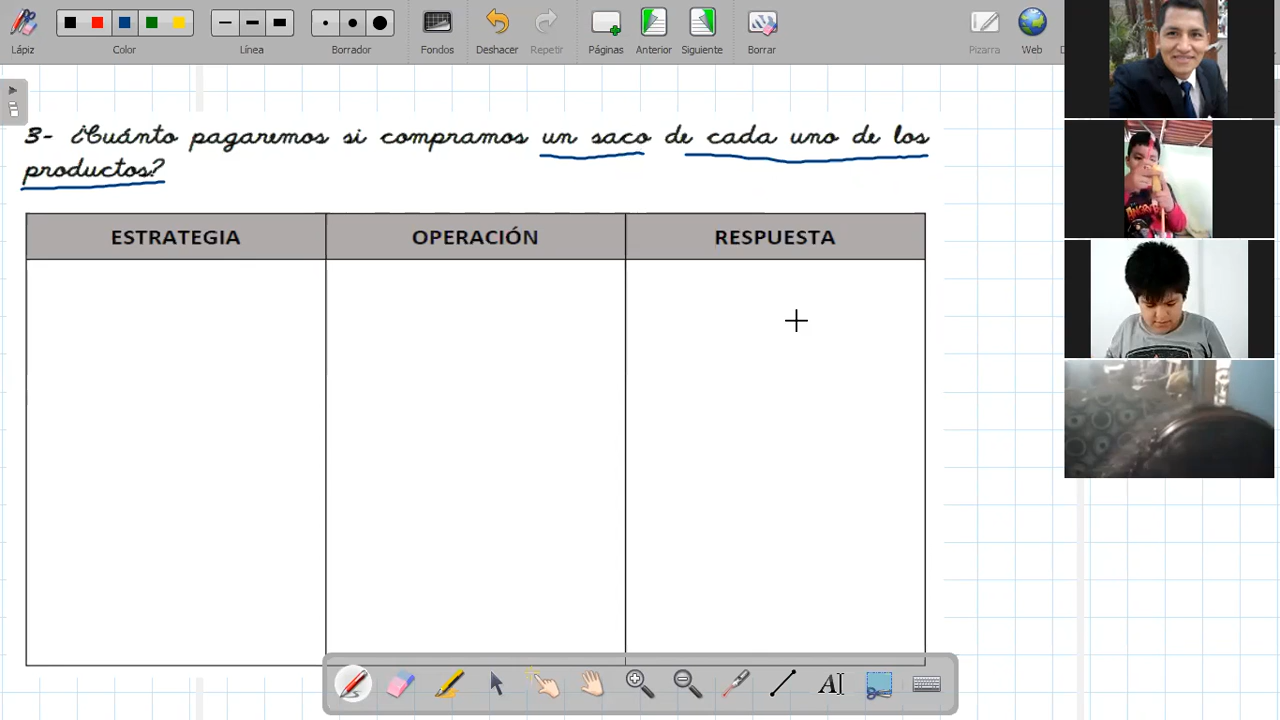 Lápiz Color Línea Borrador Fondos Deshacer Repetir Páginas Anterior Siguiente Borrar Pizarra Web
3- ¿Cuánto pagaremos si compramos un saco de cada uno de los
productos?
ESTRATEGIA OPERACIÓN RESPUESTA